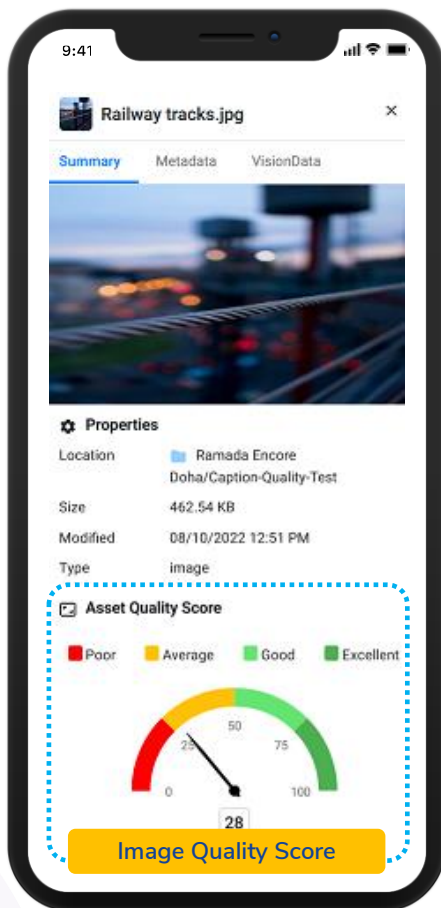 9:41
Railway tracks.jpg ×
Summary Metadata VisionData
Properties
Location Ramada Encore
Doha/Caption-Quality-Test
Size 462.54 KB
Modified 08/10/2022 12:51 PM
Type image
Asset Quality Score
Poor Average Good Excellent
50
25 75
0 100
28
Image Quality Score